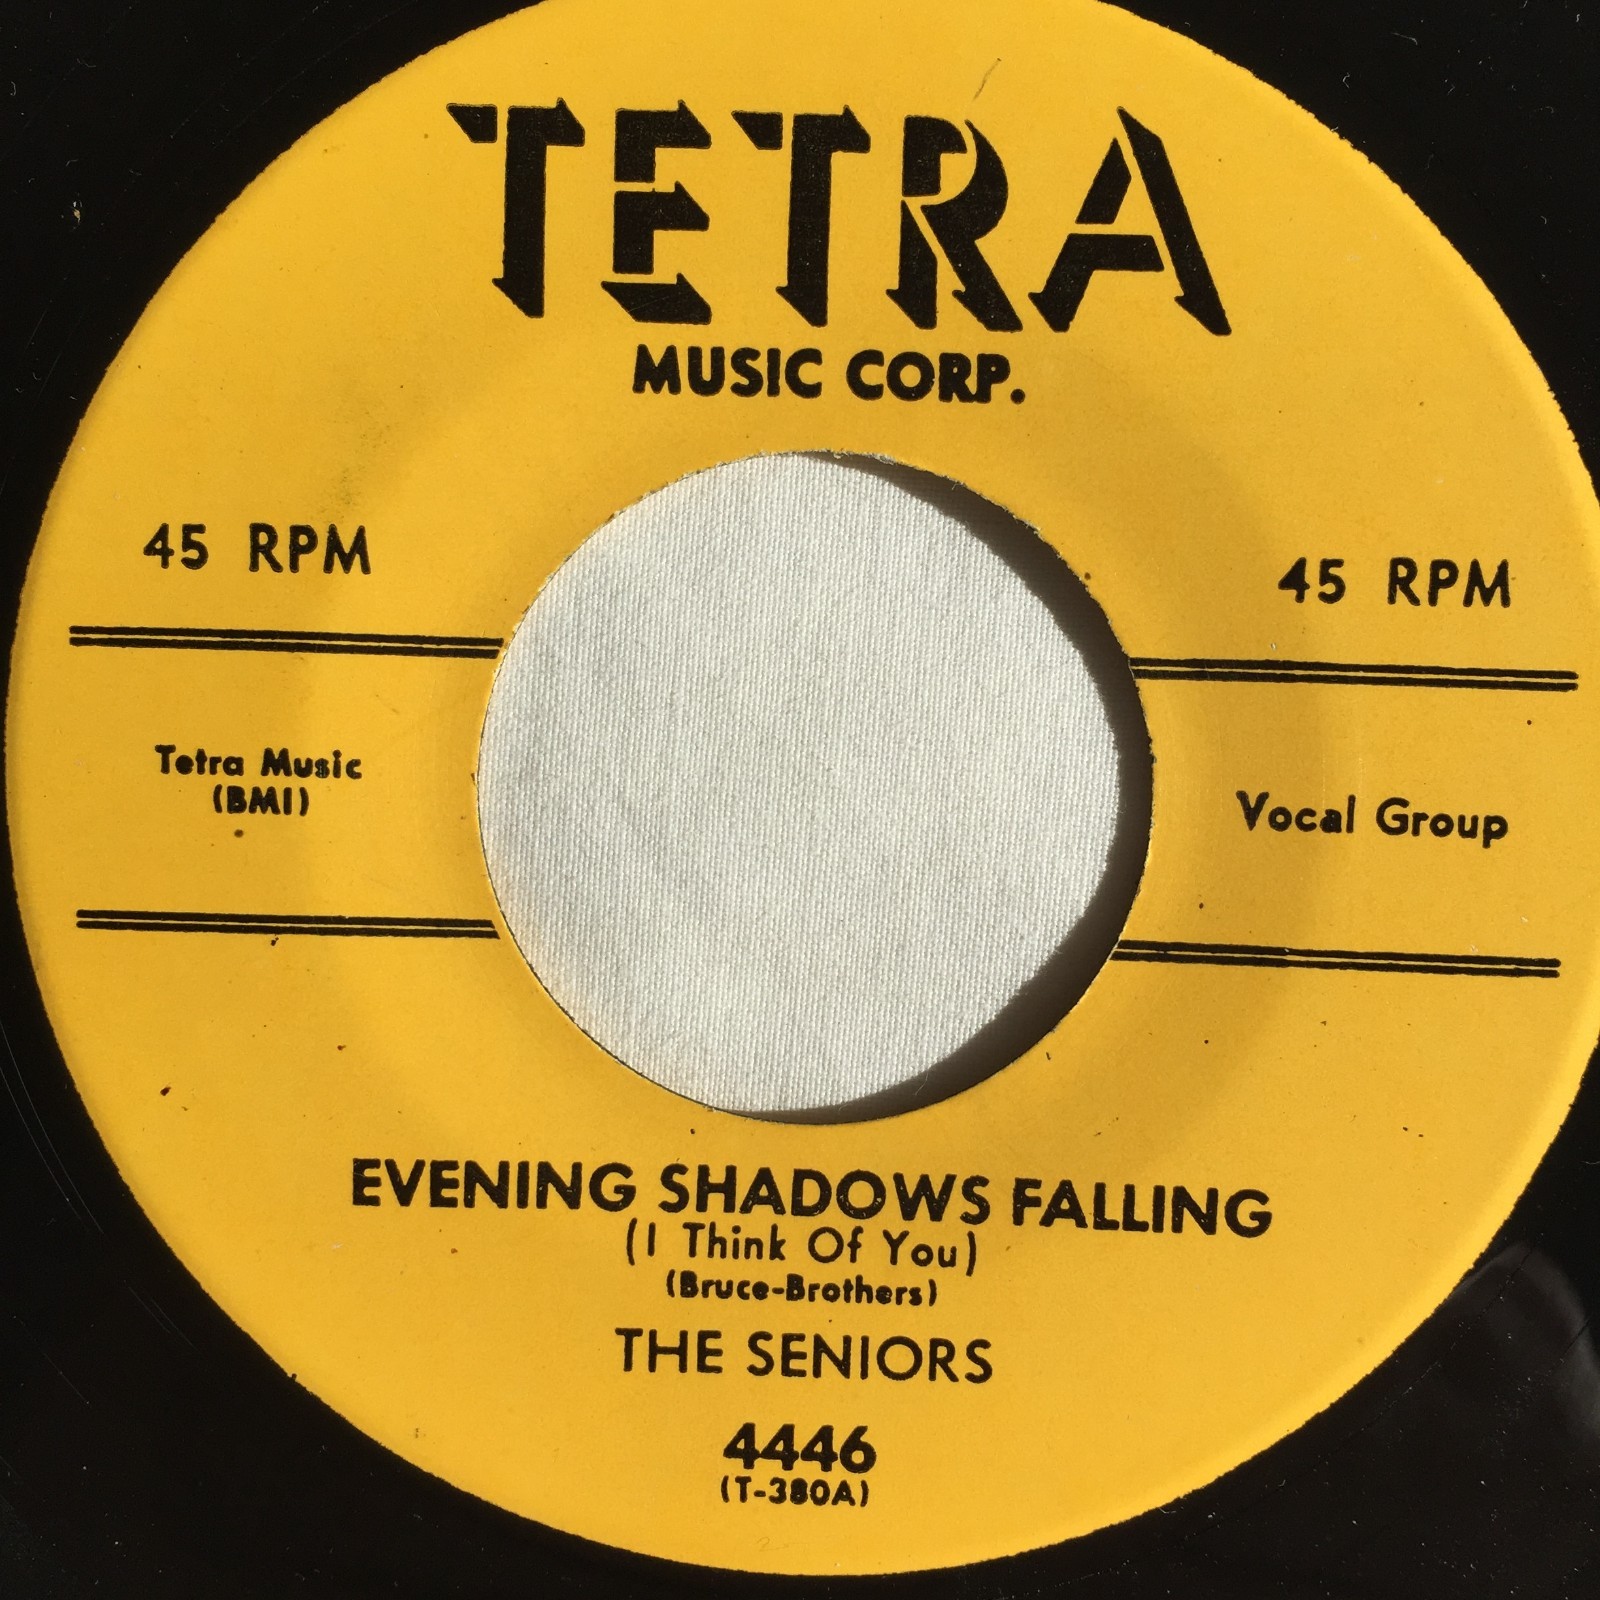 TETRA
MUSIC CORP.
45 RPM
45 RPM
Tetra Music
(BMI)
Vocal Group
EVENING SHADOWS FALLING
(I Think Of You)
(Bruce-Brothers)
THE SENIORS
4446
(T-380A)